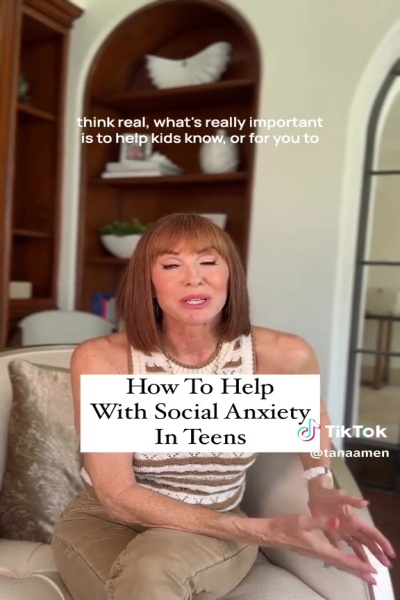 think real, what's really important
is to help kids know, or for you to
How To Help
With Social Anxiety
In Teens
TikTok
@tanaamen